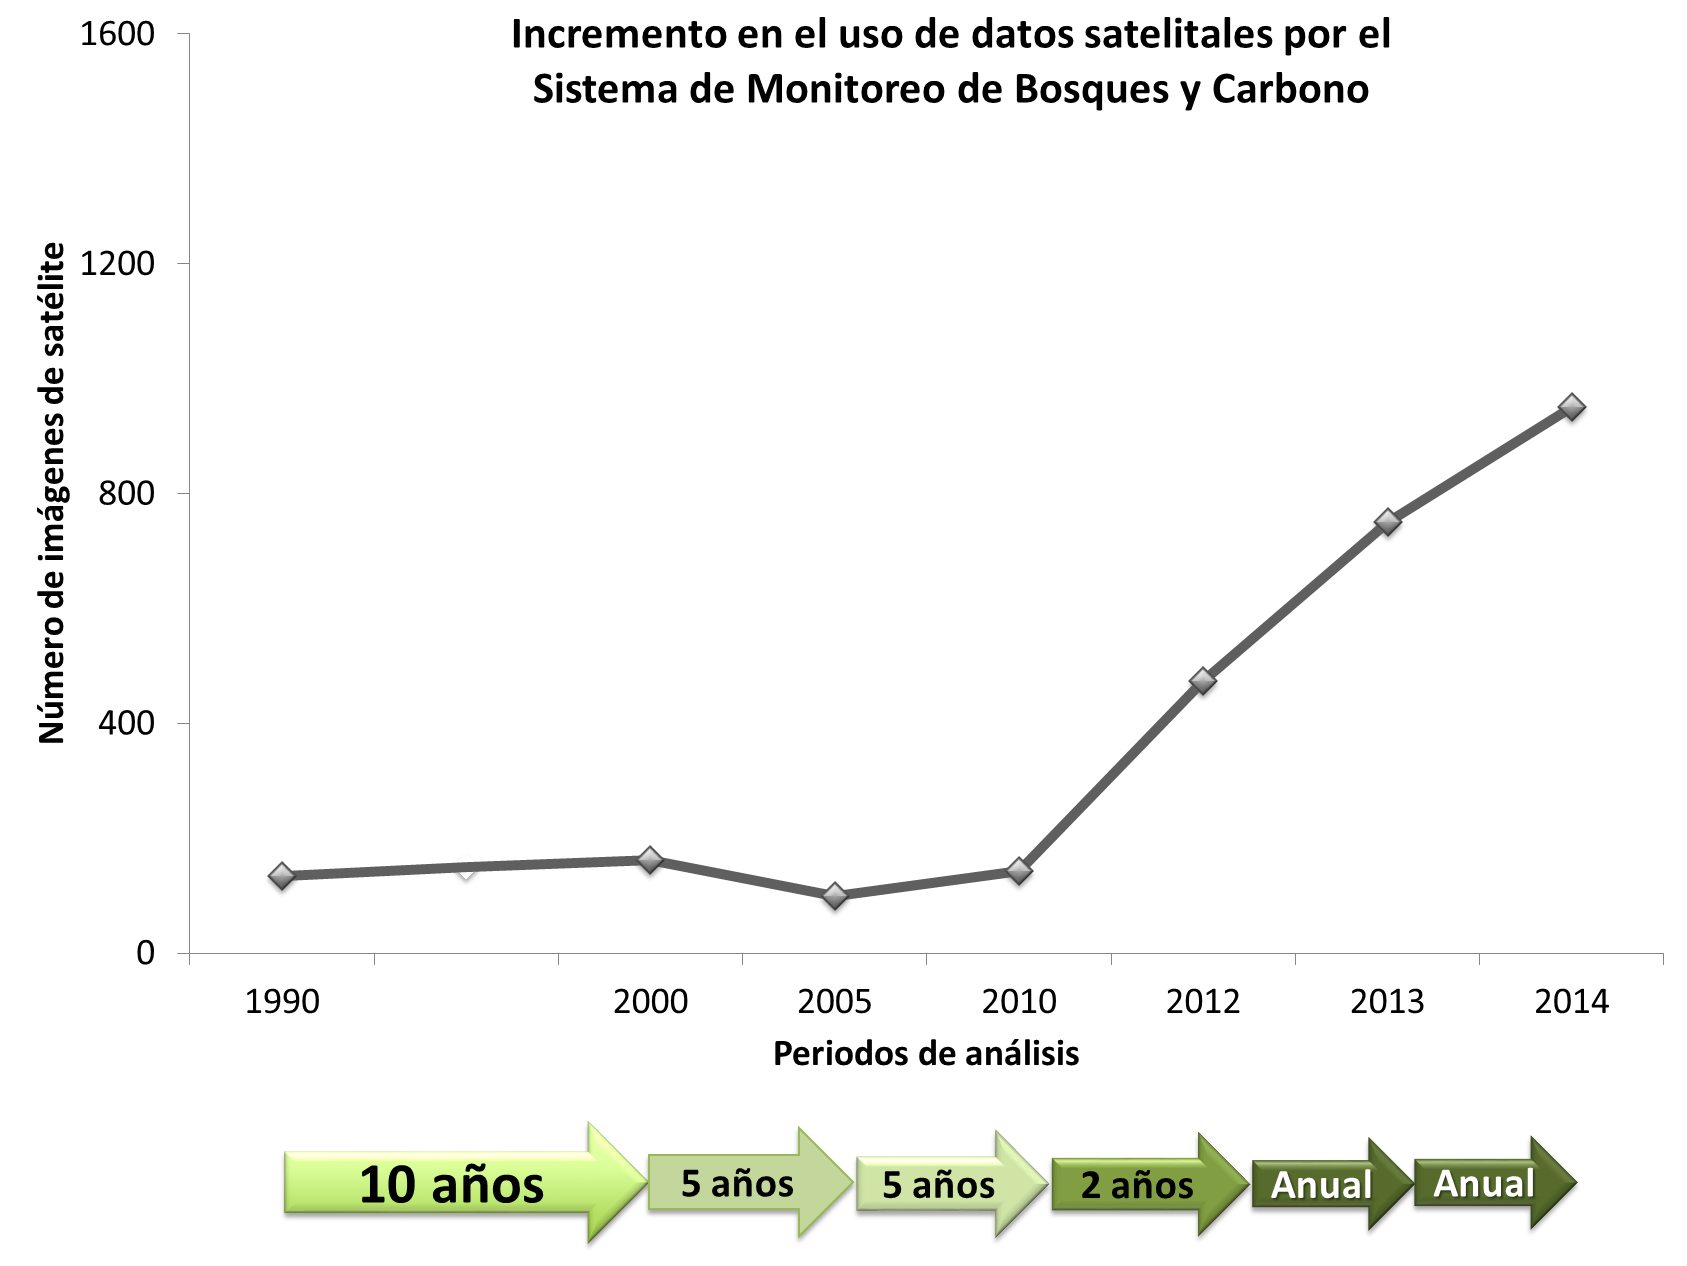 Incremento en el uso de datos satelitales por el
Sistema de Monitoreo de Bosques y Carbono
Número de imágenes de satélite
1600
1200
800
400
0
1990 2000 2005 2010 2012 2013 2014
Periodos de análisis
10 años 5 años 5 años 2 años Anual Anual